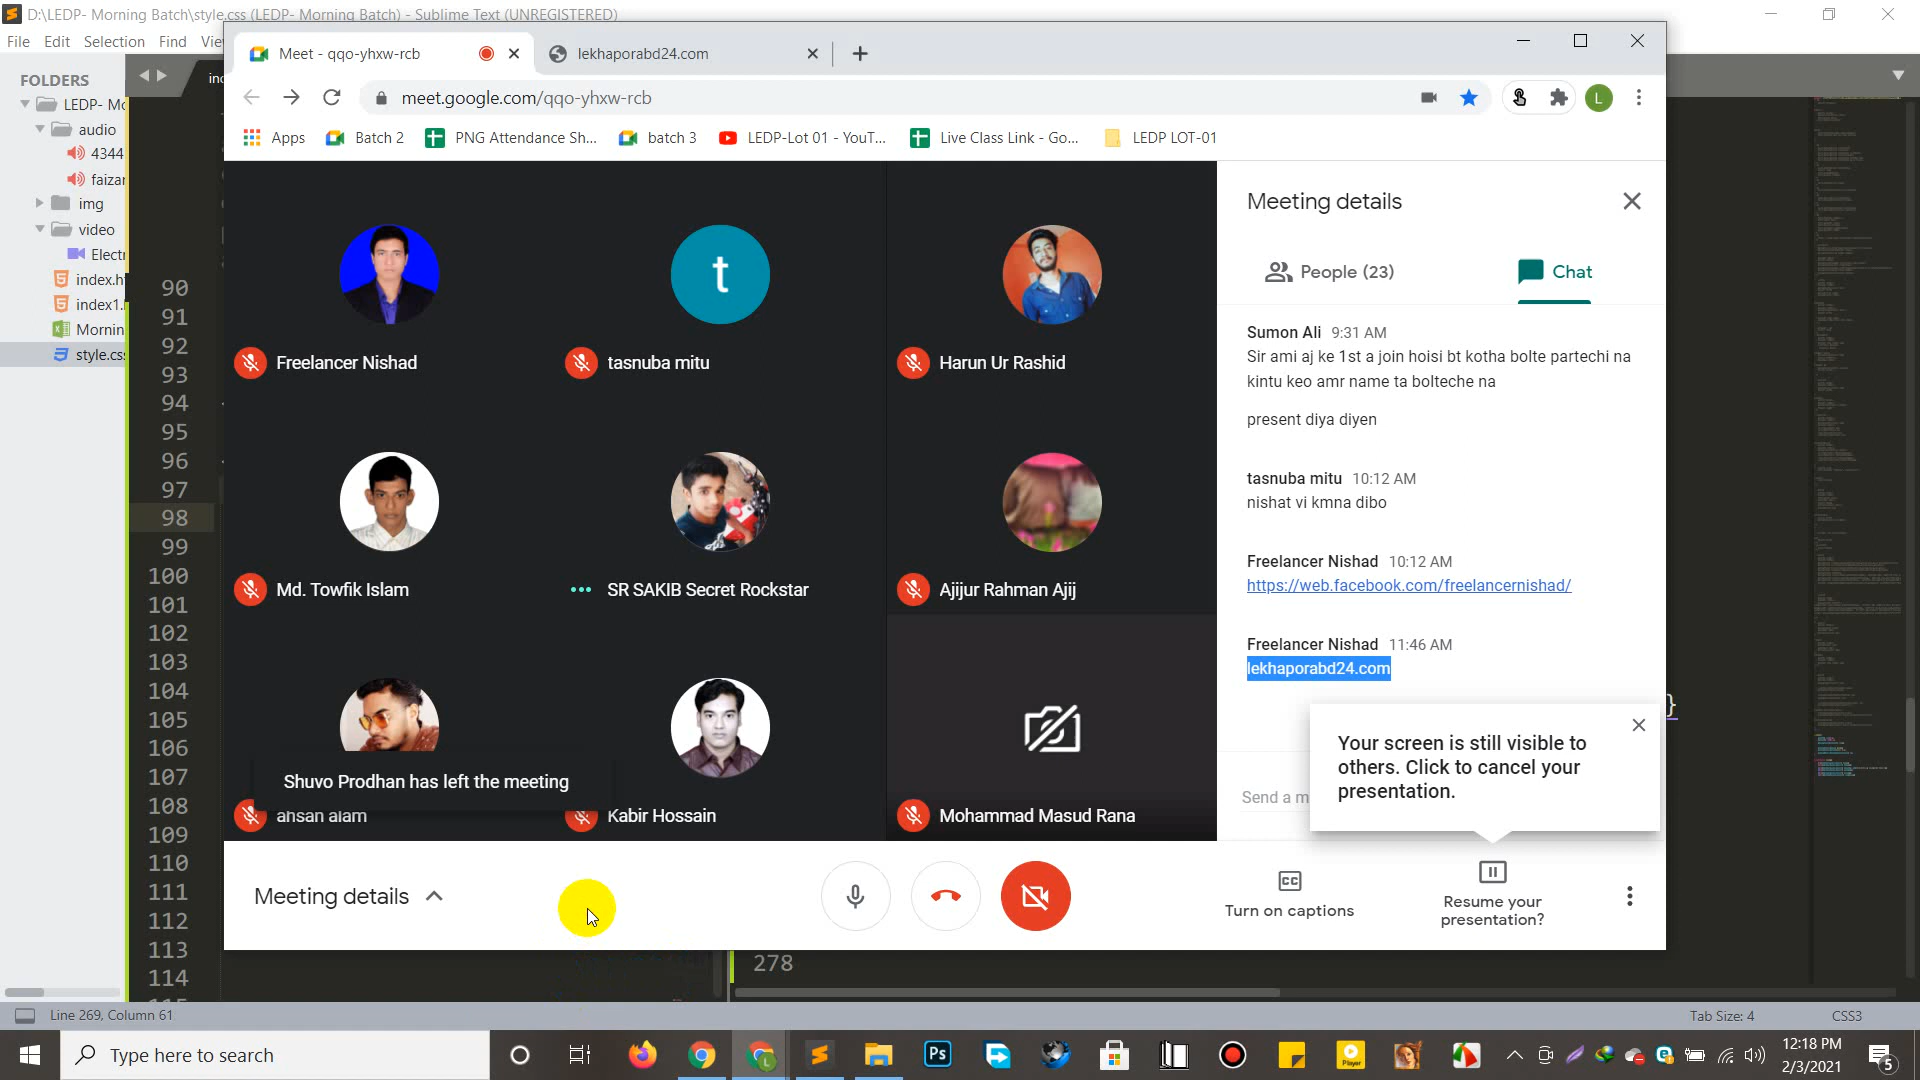 D:\LEDP- Morning Batch\style.css (LEDP- Morning Batch) - Sublime Text (UNREGISTERED)
File Edit Selection Find
Meet - qqo-yhxw-rcb
lekhaporabd24.com
meet.google.com/qqo-yhxw-rcb
L
Apps
Batch 2
PNG Attendance Sh...
batch 3
LEDP-Lot 01 - YouT...
Live Class Link - Go...
LEDP LOT-01
FOLDERS
LEDP- Mo
audio
4344
faizan
img
video
Electr
index.h
index1.
Mornin
style.css
90
91
92
93
94
95
96
97
98
99
100
101
102
103
104
105
106
107
108
109
110
111
112
113
114
t
Freelancer Nishad
tasnuba mitu
Harun Ur Rashid
Md. Towfik Islam
SR SAKIB Secret Rockstar
Ajijur Rahman Ajij
Shuvo Prodhan has left the meeting
ahsan alam
Kabir Hossain
Mohammad Masud Rana
Meeting details
People (23)
Chat
Sumon Ali 9:31 AM
Sir ami aj ke 1st a join hoisi bt kotha bolte partechi na
kintu keo amr name ta bolteche na
present diya diyen
tasnuba mitu 10:12 AM
nishat vi kmna dibo
Freelancer Nishad 10:12 AM
https://web.facebook.com/freelancernishad/
Freelancer Nishad 11:46 AM
lekhaporabd24.com
Your screen is still visible to
others. Click to cancel your
presentation.
Send a m
}
Meeting details
Turn on captions
Resume your
presentation?
278
Line 269, Column 61
Tab Size: 4
CSS3
Type here to search
Ps
Player
12:18 PM
2/3/2021
5